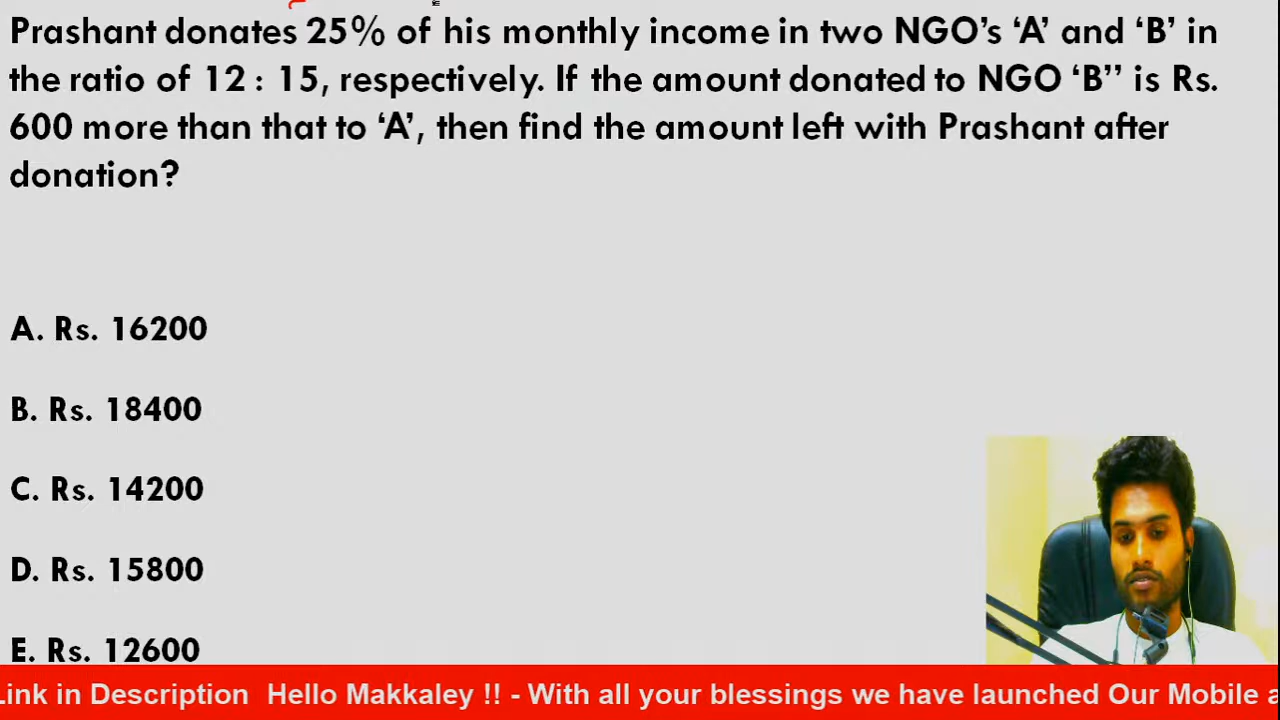 Prashant donates 25% of his monthly income in two NGO’s ‘A’ and ‘B’ in
the ratio of 12 : 15, respectively. If the amount donated to NGO ‘B’’ is Rs.
600 more than that to ‘A’, then find the amount left with Prashant after
donation?
A. Rs. 16200
B. Rs. 18400
C. Rs. 14200
D. Rs. 15800
E. Rs. 12600
Link in Description Hello Makkaley !! - With all your blessings we have launched Our Mobile a